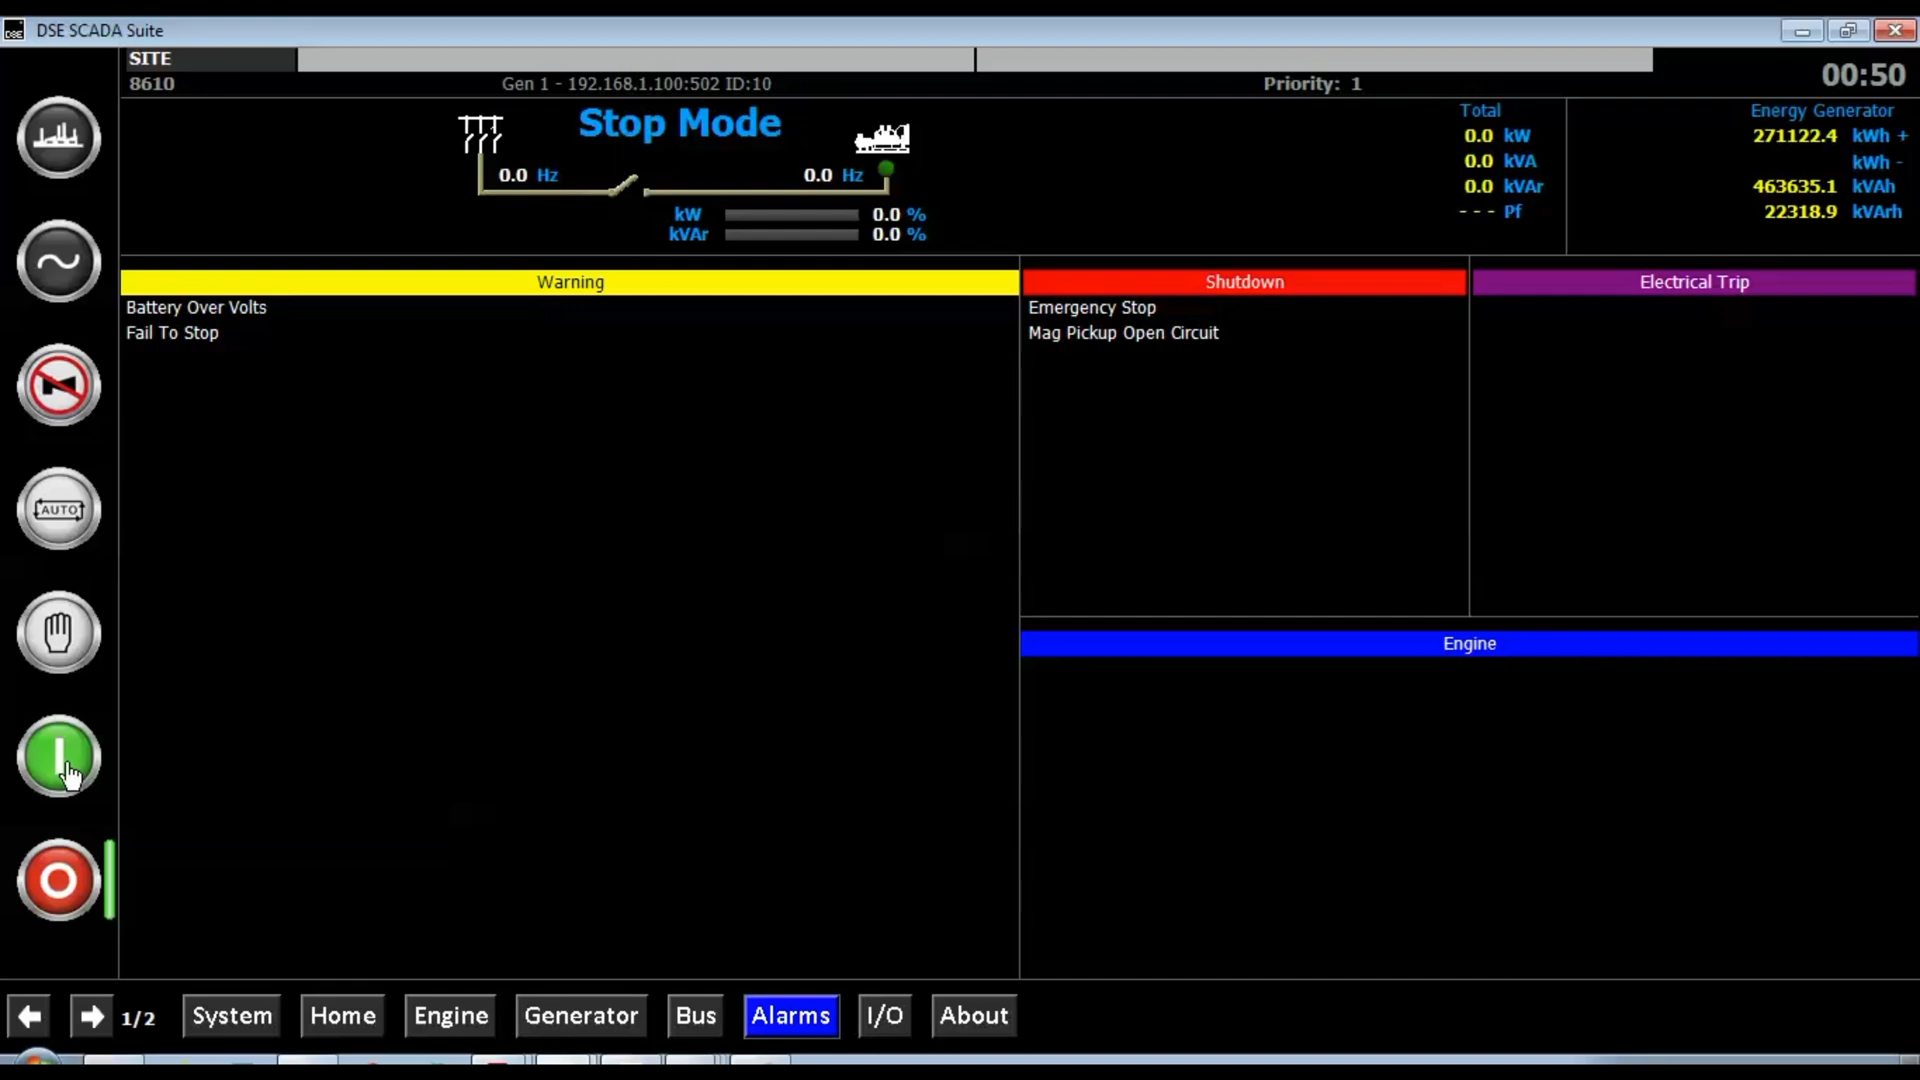 DSE DSE SCADA Suite
SITE
8610
Gen 1 - 192.168.1.100:502 ID:10
Priority: 1
00:50
Stop Mode
0.0 Hz
0.0 Hz
kW 0.0 %
kVAr 0.0 %
Total
0.0 kW
0.0 kVA
0.0 kVAr
- - - Pf
Energy Generator
271122.4 kWh +
kWh -
463635.1 kVAh
22318.9 kVArh
Warning
Battery Over Volts
Fail To Stop
Shutdown
Emergency Stop
Mag Pickup Open Circuit
Electrical Trip
Engine
AUTO
1/2 System Home Engine Generator Bus Alarms I/O About